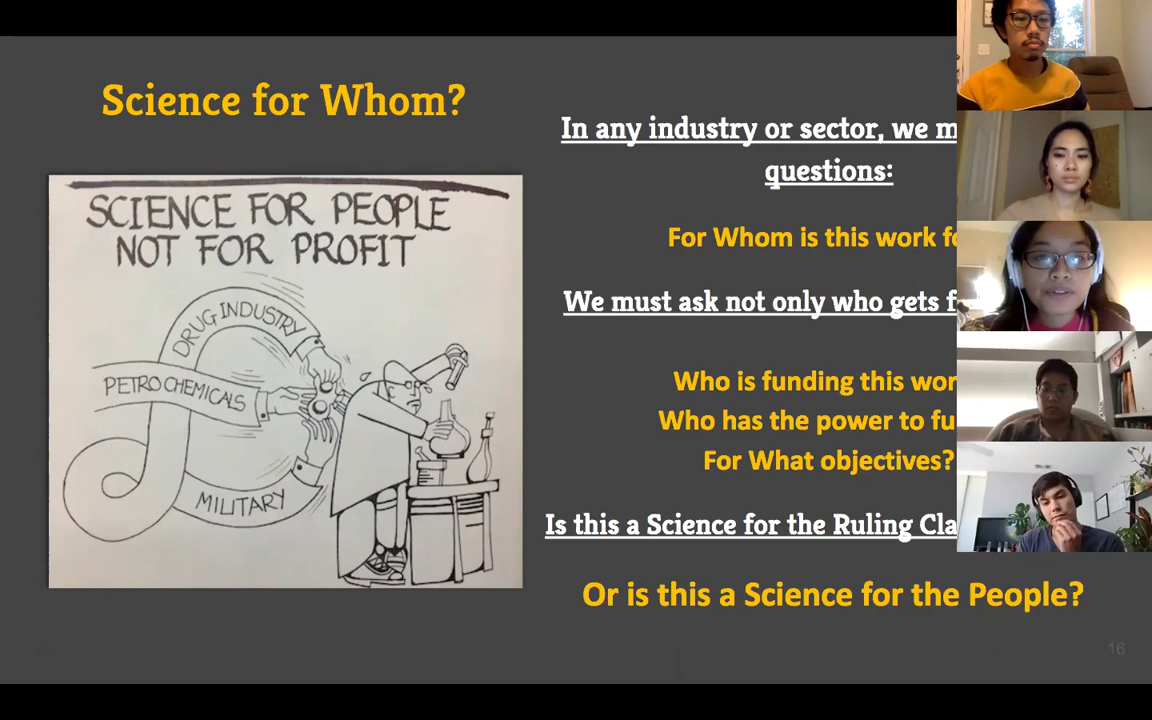 Science for Whom?
SCIENCE FOR PEOPLE
NOT FOR PROFIT
DRUG INDUSTRY
PETROCHEMICALS
MILITARY
In any industry or sector, we m
questions:
For Whom is this work fo
We must ask not only who gets f
Who is funding this wor
Who has the power to fu
For What objectives?
Is this a Science for the Ruling Cla
Or is this a Science for the People?
16